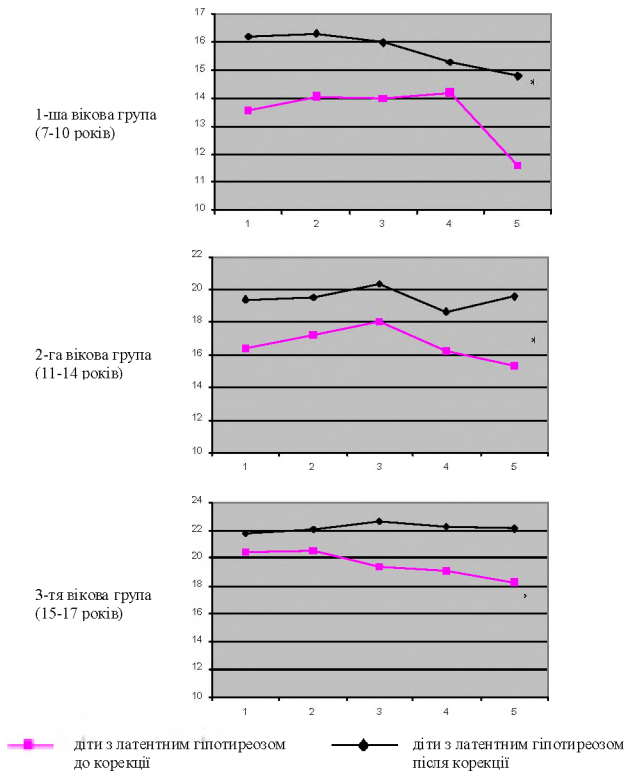 17
16
15
14
13
12
11
10
1 2 3 4 5
1-ша вікова група
(7-10 років)
*
22
20
18
16
14
12
10
1 2 3 4 5
2-га вікова група
(11-14 років)
*
24
22
20
18
16
14
12
10
1 2 3 4 5
3-тя вікова група
(15-17 років)
*
діти з латентним гіпотиреозом
до корекції
діти з латентним гіпотиреозом
після корекції